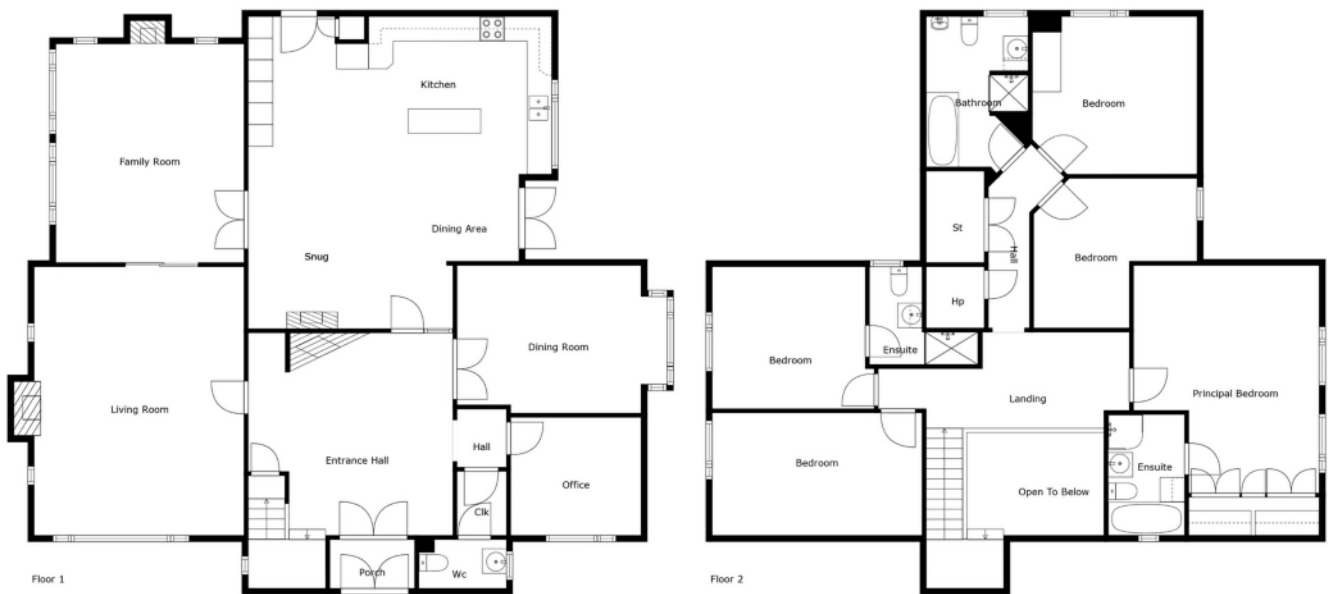 Kitchen
Family Room
Dining Area
Snug
Dining Room
Living Room
Hall
Entrance Hall
Office
Clk
Porch
Wc
Floor 1
Bathroom
Bedroom
St
Hall
Bedroom
Hp
Ensuite
Bedroom
Principal Bedroom
Landing
Bedroom
Ensuite
Open To Below
Floor 2